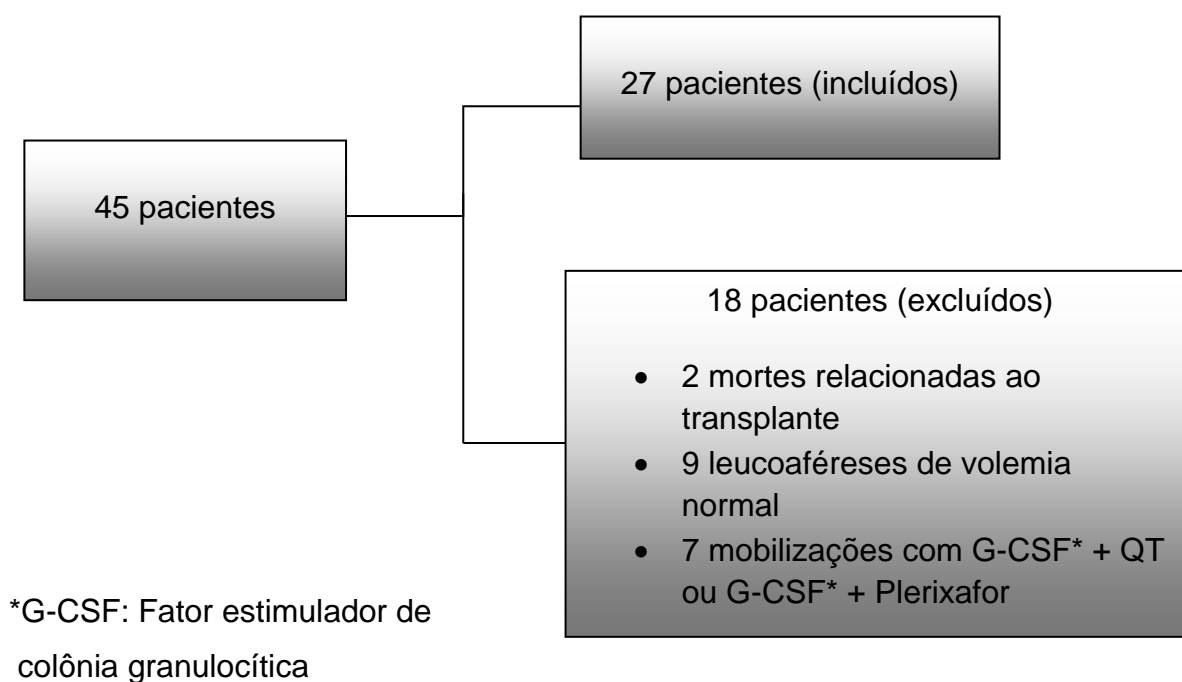 27 pacientes (incluídos)
45 pacientes
18 pacientes (excluídos)
• 2 mortes relacionadas ao
transplante
• 9 leucoaféreses de volemia
normal
• 7 mobilizações com G-CSF* + QT
ou G-CSF* + Plerixafor
*G-CSF: Fator estimulador de
colônia granulocítica